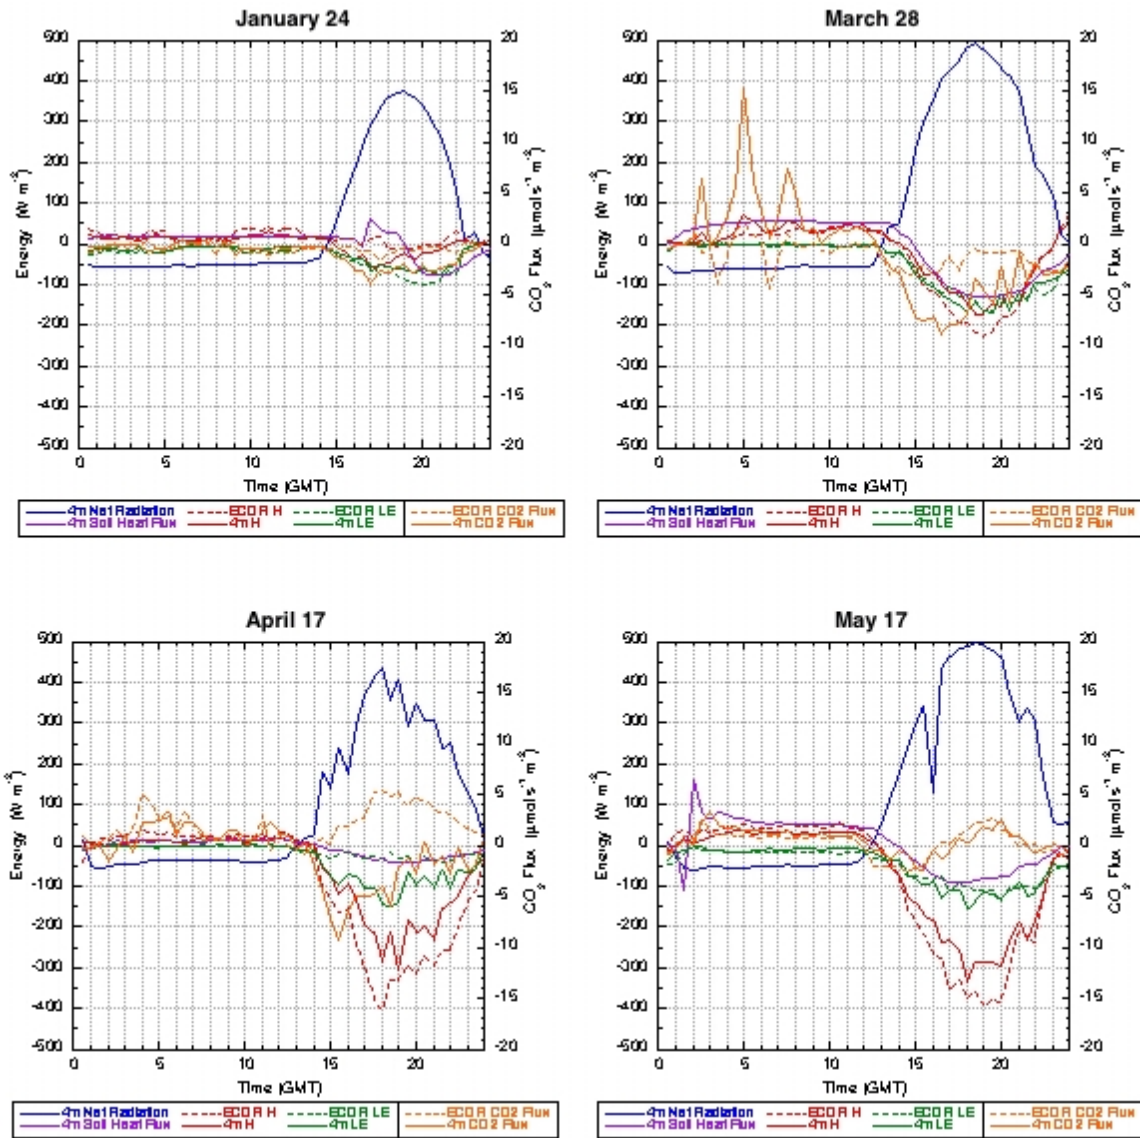 January 24
March 28
500 400 300 200 100 0 -100 -200 -300 -400 -500
Energy (W m⁻²)
20 15 10 5 0 -5 -10 -15 -20
CO₂ Flux (μmol s⁻¹ m⁻²)
0 5 10 15 20
Time (GMT)
500 400 300 200 100 0 -100 -200 -300 -400 -500
Energy (W m⁻²)
20 15 10 5 0 -5 -10 -15 -20
CO₂ Flux (μmol s⁻¹ m⁻²)
0 5 10 15 20
Time (GMT)
4m Net Radiation ECOR H ECOR LE ECOR CO2 Flux
4m Soil Heat Flux 4m H 4m LE 4m CO2 Flux
4m Net Radiation ECOR H ECOR LE ECOR CO2 Flux
4m Soil Heat Flux 4m H 4m LE 4m CO2 Flux
April 17
May 17
500 400 300 200 100 0 -100 -200 -300 -400 -500
Energy (W m⁻²)
20 15 10 5 0 -5 -10 -15 -20
CO₂ Flux (μmol s⁻¹ m⁻²)
0 5 10 15 20
Time (GMT)
500 400 300 200 100 0 -100 -200 -300 -400 -500
Energy (W m⁻²)
20 15 10 5 0 -5 -10 -15 -20
CO₂ Flux (μmol s⁻¹ m⁻²)
0 5 10 15 20
Time (GMT)
4m Net Radiation ECOR H ECOR LE ECOR CO2 Flux
4m Soil Heat Flux 4m H 4m LE 4m CO2 Flux
4m Net Radiation ECOR H ECOR LE ECOR CO2 Flux
4m Soil Heat Flux 4m H 4m LE 4m CO2 Flux